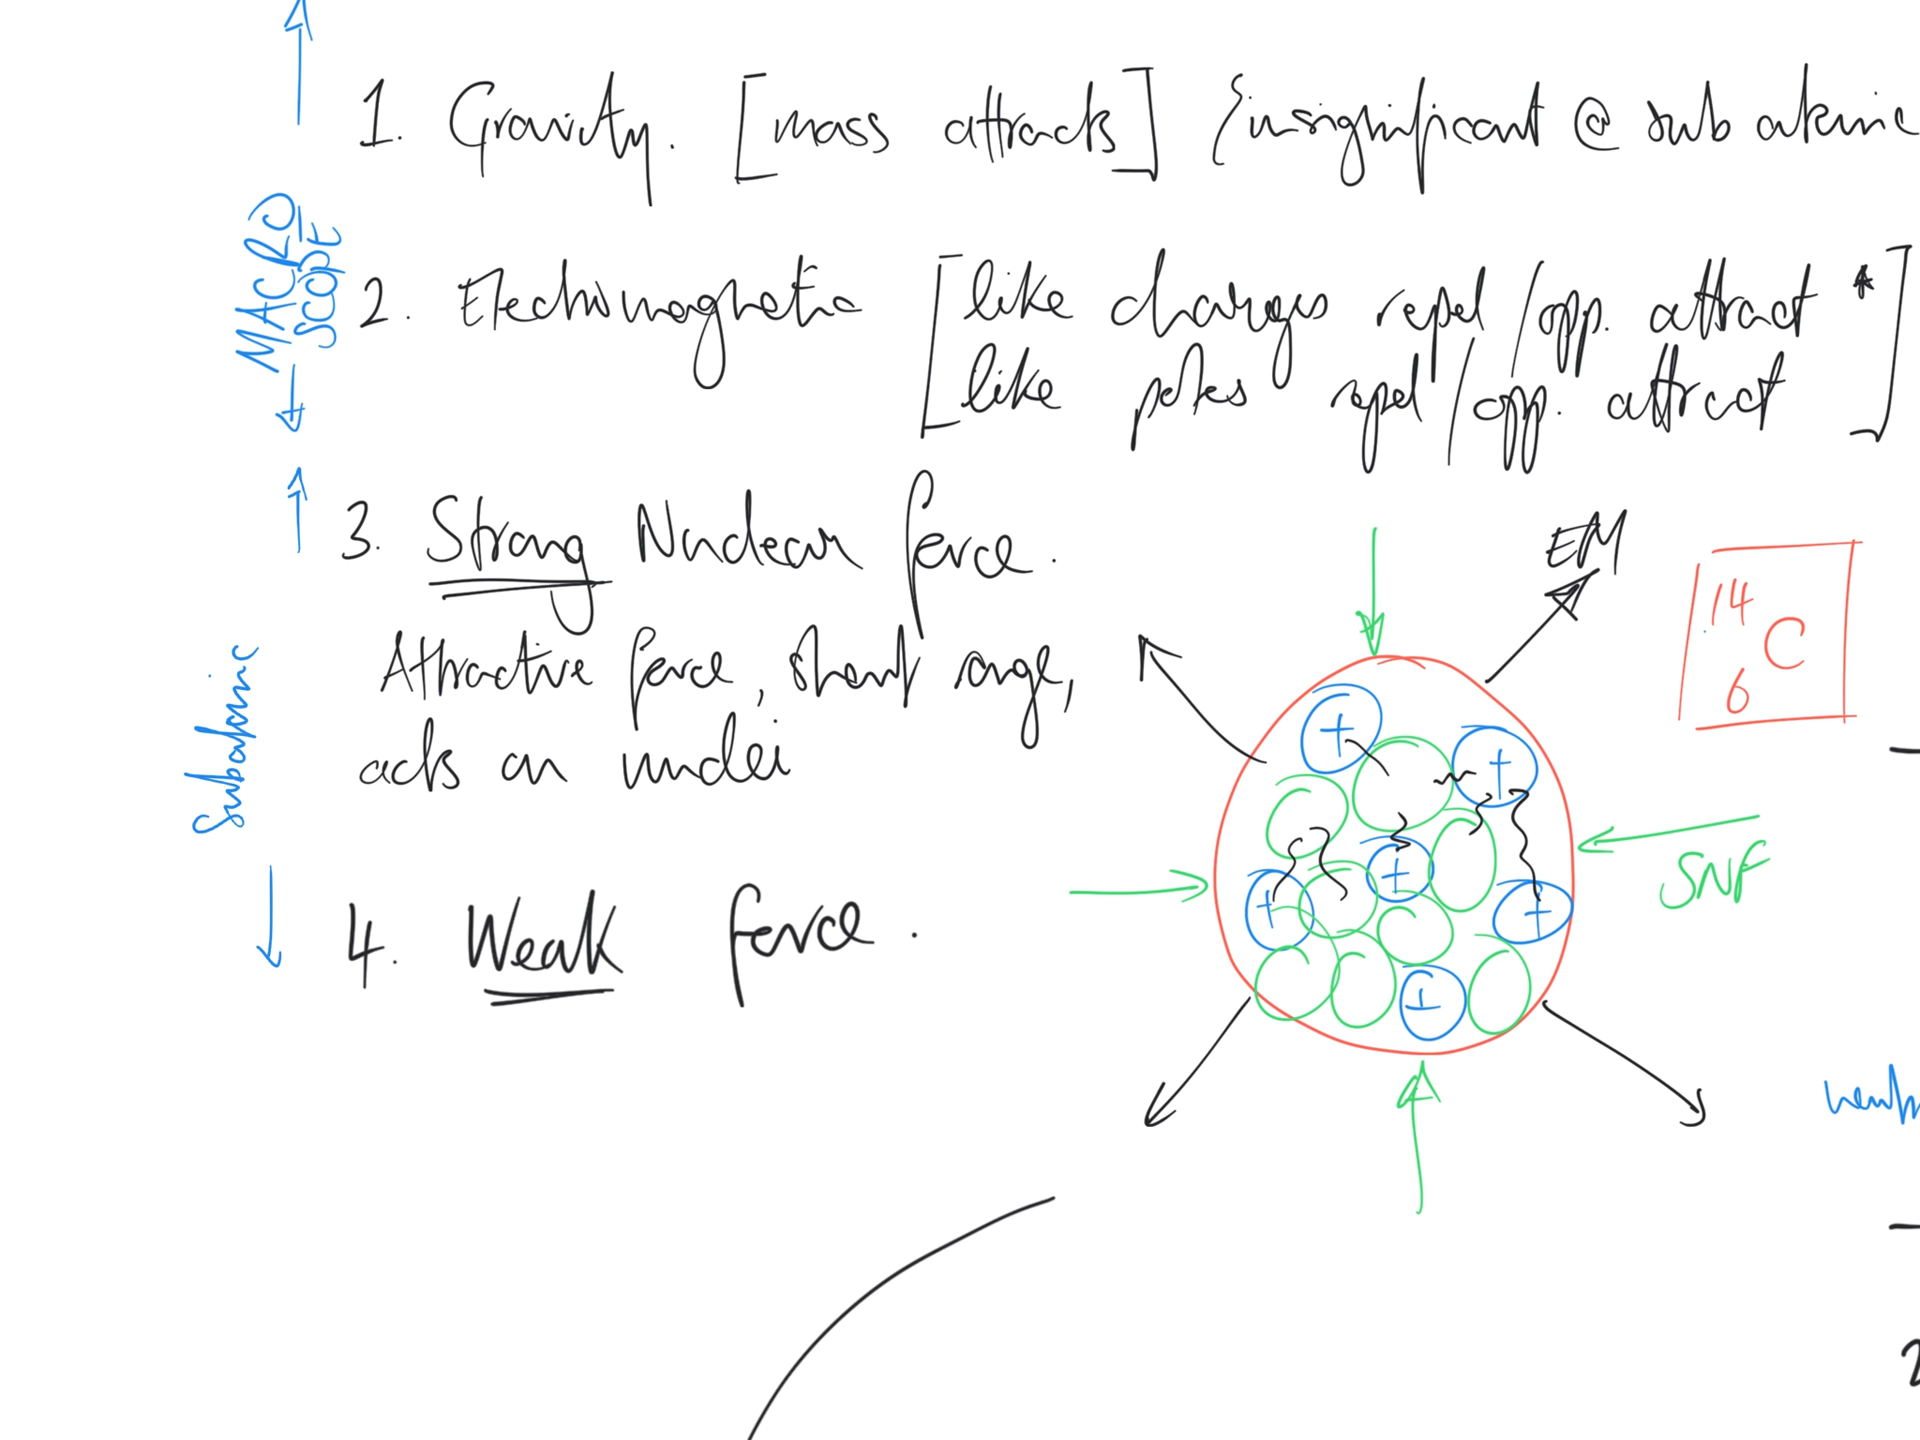 1. Gravity. [mass attracts] {insignificant @ sub atomic
MACRO
SCOPE
2. Electromagnetic [like charges repel/opp. attract *]
like poles repel/opp. attract
3. Strong Nuclear force.
EM
14
C
6
Attractive force, short range,
acts on nuclei
Subatomic
+
+
+
+
+
+
SNF
4. Weak force.
2